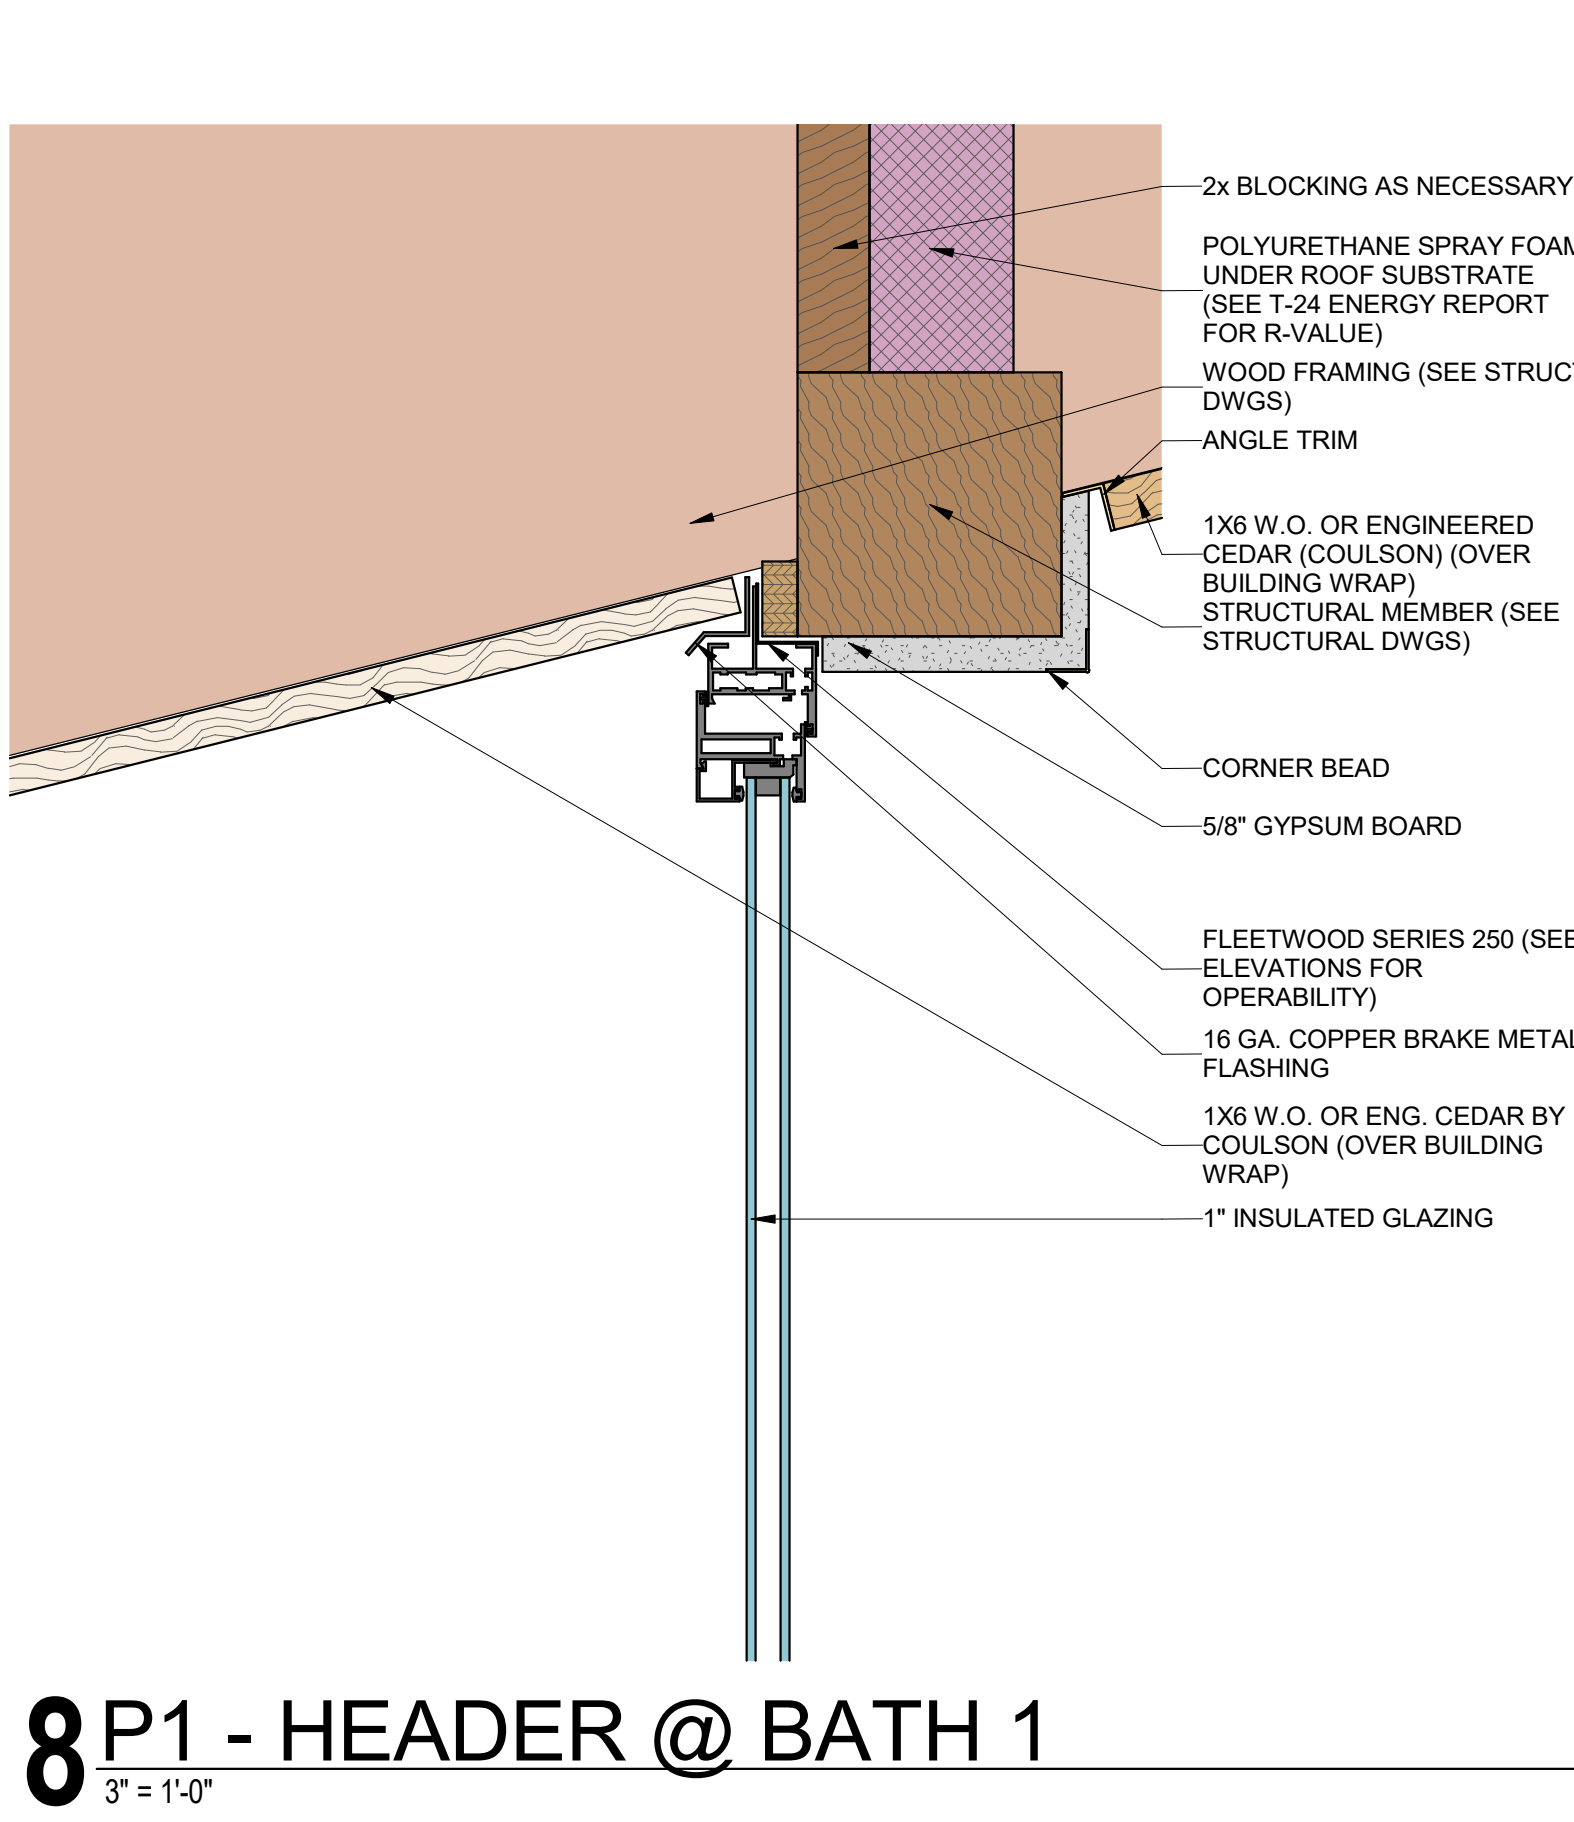 2x BLOCKING AS NECESSARY
POLYURETHANE SPRAY FOAM
UNDER ROOF SUBSTRATE
(SEE T-24 ENERGY REPORT
FOR R-VALUE)
WOOD FRAMING (SEE STRUCT
DWGS)
ANGLE TRIM
1X6 W.O. OR ENGINEERED
CEDAR (COULSON) (OVER
BUILDING WRAP)
STRUCTURAL MEMBER (SEE
STRUCTURAL DWGS)
CORNER BEAD
5/8" GYPSUM BOARD
FLEETWOOD SERIES 250 (SEE
ELEVATIONS FOR
OPERABILITY)
16 GA. COPPER BRAKE METAL
FLASHING
1X6 W.O. OR ENG. CEDAR BY
COULSON (OVER BUILDING
WRAP)
1" INSULATED GLAZING
8 P1 - HEADER @ BATH 1
3" = 1'-0"